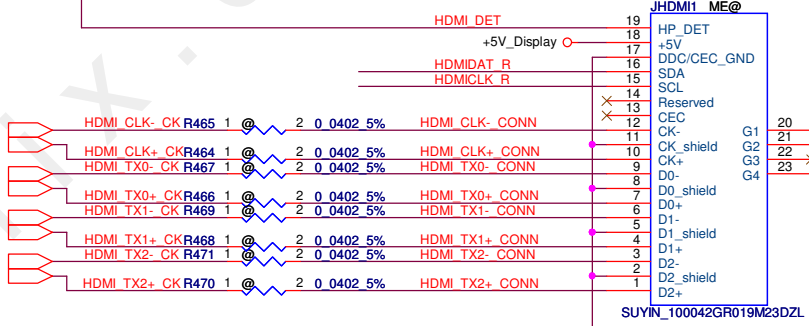 JHDMI1 ME@
HDMI_DET 19 HP_DET
+5V_Display 18 +5V
17 DDC/CEC_GND
HDMIDAT_R 16 SDA
HDMICLK_R 15 SCL
14 Reserved
13 CEC
HDMI_CLK-_CK R465 1 @ 2 0_0402_5% HDMI_CLK-_CONN 12 CK- G1 20
11 CK_shield G2 21
HDMI_CLK+_CK R464 1 @ 2 0_0402_5% HDMI_CLK+_CONN 10 CK+ G3 22
HDMI_TX0-_CK R467 1 @ 2 0_0402_5% HDMI_TX0-_CONN 9 D0- G4 23
8 D0_shield
HDMI_TX0+_CK R466 1 @ 2 0_0402_5% HDMI_TX0+_CONN 7 D0+
HDMI_TX1-_CK R469 1 @ 2 0_0402_5% HDMI_TX1-_CONN 6 D1-
5 D1_shield
HDMI_TX1+_CK R468 1 @ 2 0_0402_5% HDMI_TX1+_CONN 4 D1+
HDMI_TX2-_CK R471 1 @ 2 0_0402_5% HDMI_TX2-_CONN 3 D2-
2 D2_shield
HDMI_TX2+_CK R470 1 @ 2 0_0402_5% HDMI_TX2+_CONN 1 D2+
SUYIN_100042GR019M23DZL